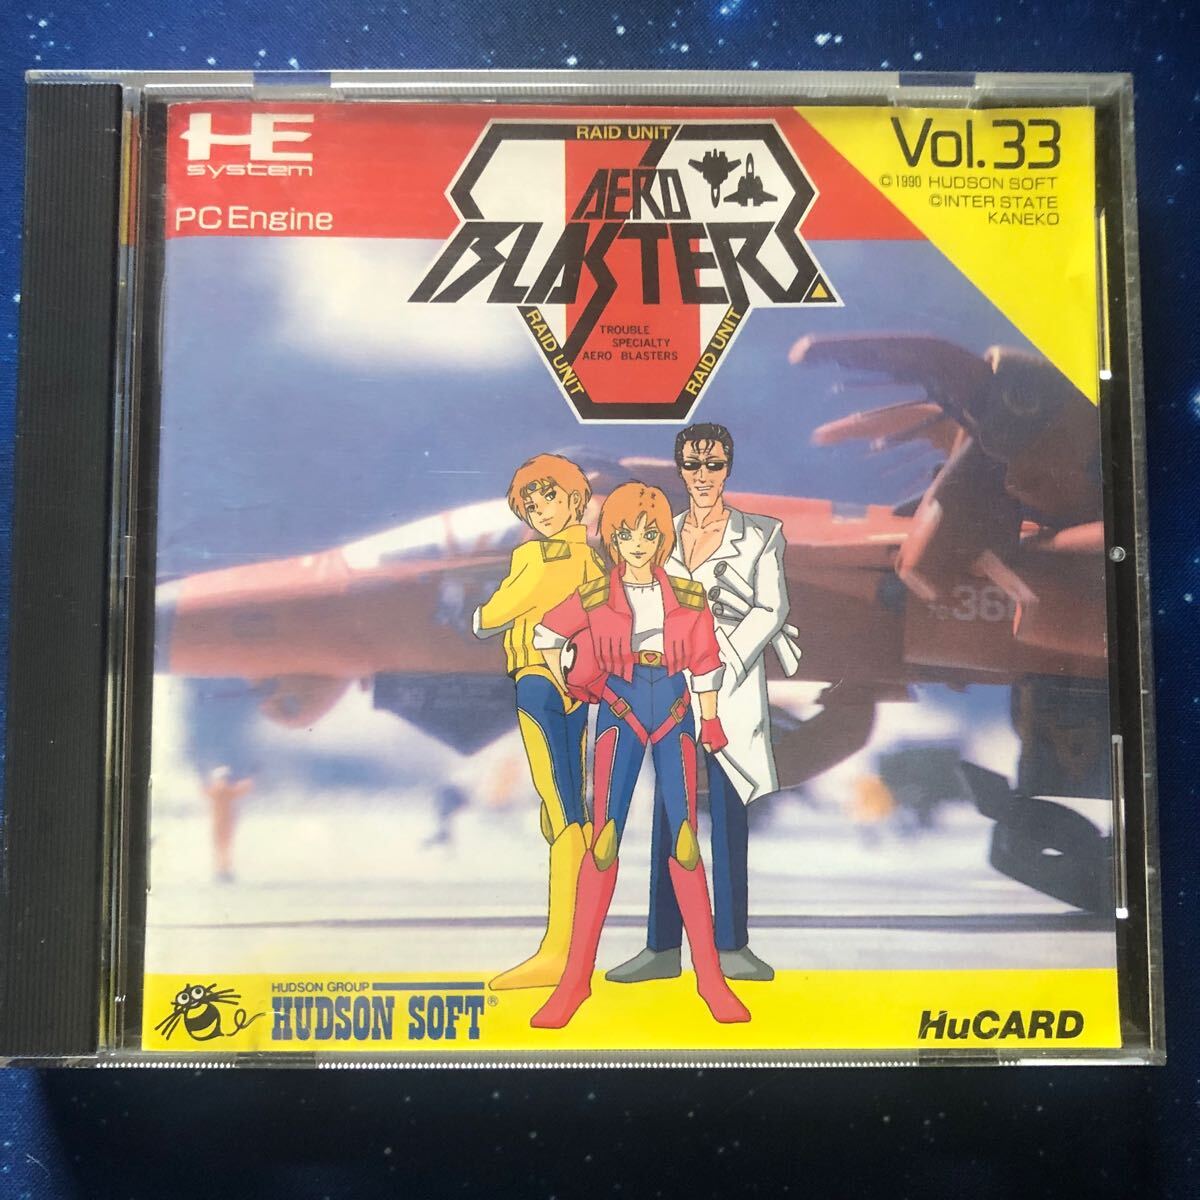 HE
system
PC Engine
RAID UNIT
AERO
BLASTERS
RAID UNIT
TROUBLE
SPECIALTY
AERO BLASTERS
RAID UNIT
Vol.33
©1990 HUDSON SOFT
©INTER STATE
KANEKO
36
HUDSON GROUP
HUDSON SOFT®
HuCARD